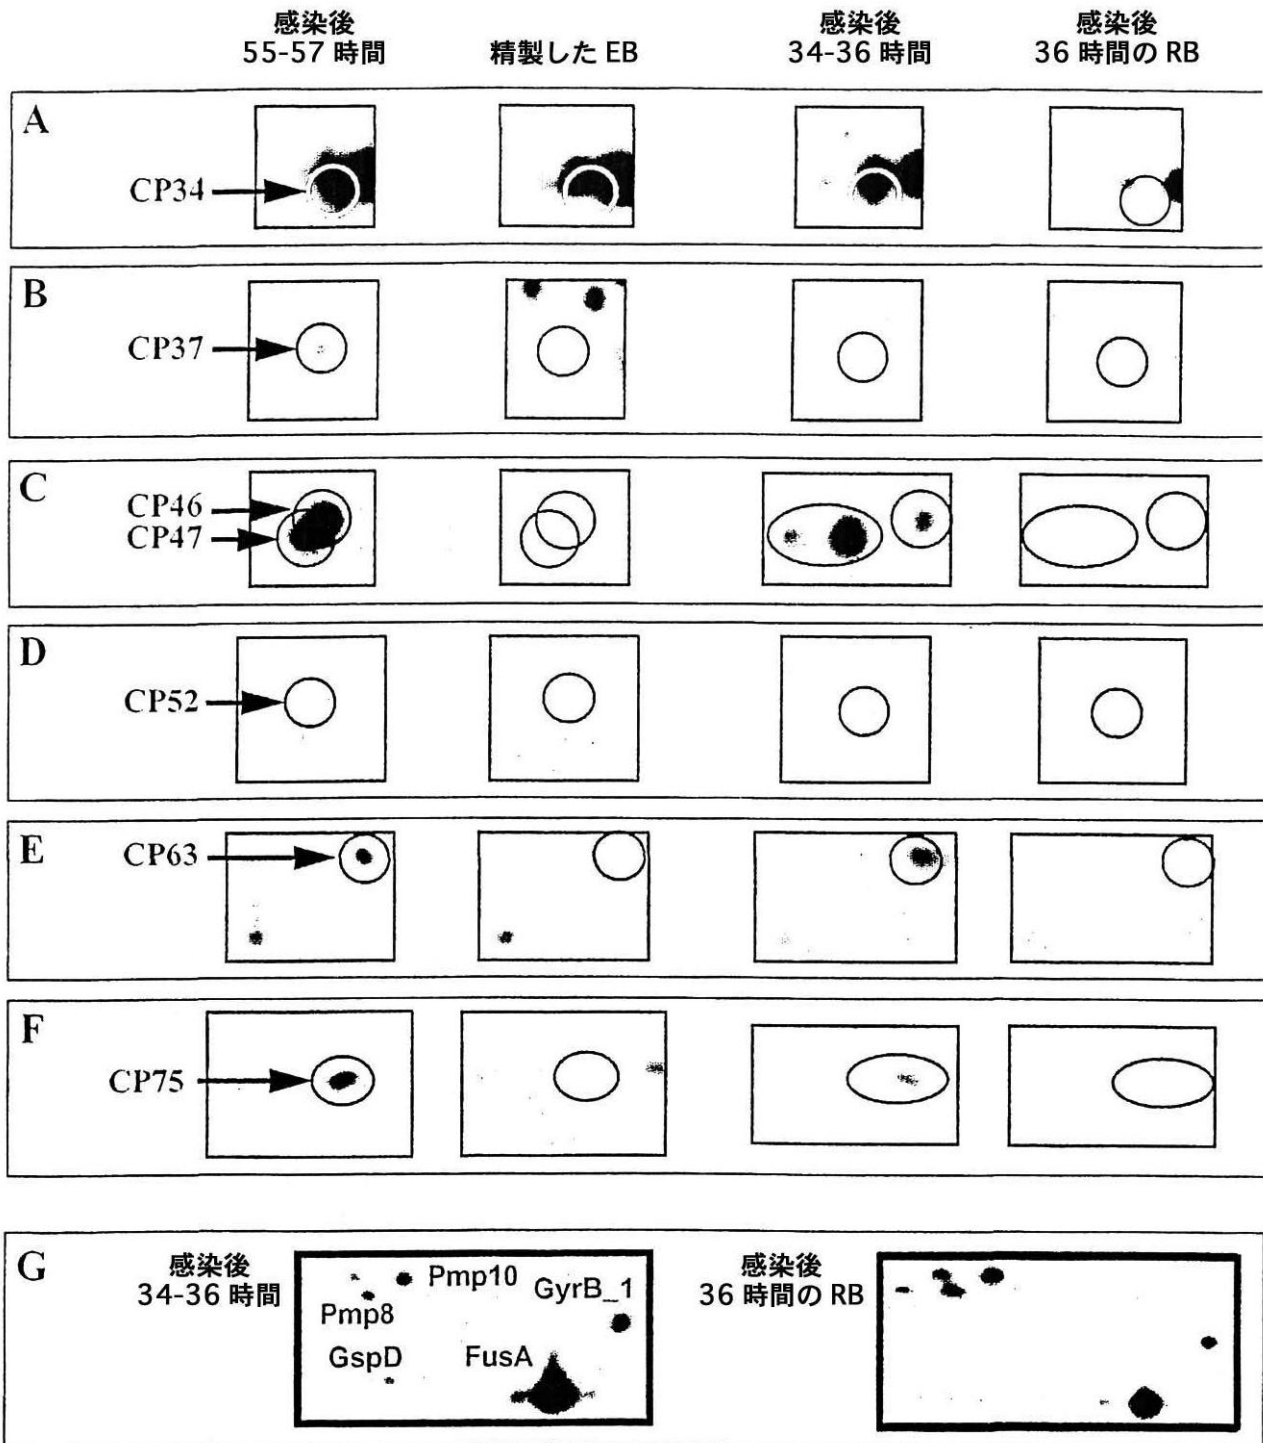 感染後
55-57 時間
精製した EB
感染後
34-36 時間
感染後
36 時間の RB
A
CP34
B
CP37
C
CP46
CP47
D
CP52
E
CP63
F
CP75
G
感染後
34-36 時間
Pmp10
GyrB_1
Pmp8
GspD
FusA
感染後
36 時間の RB